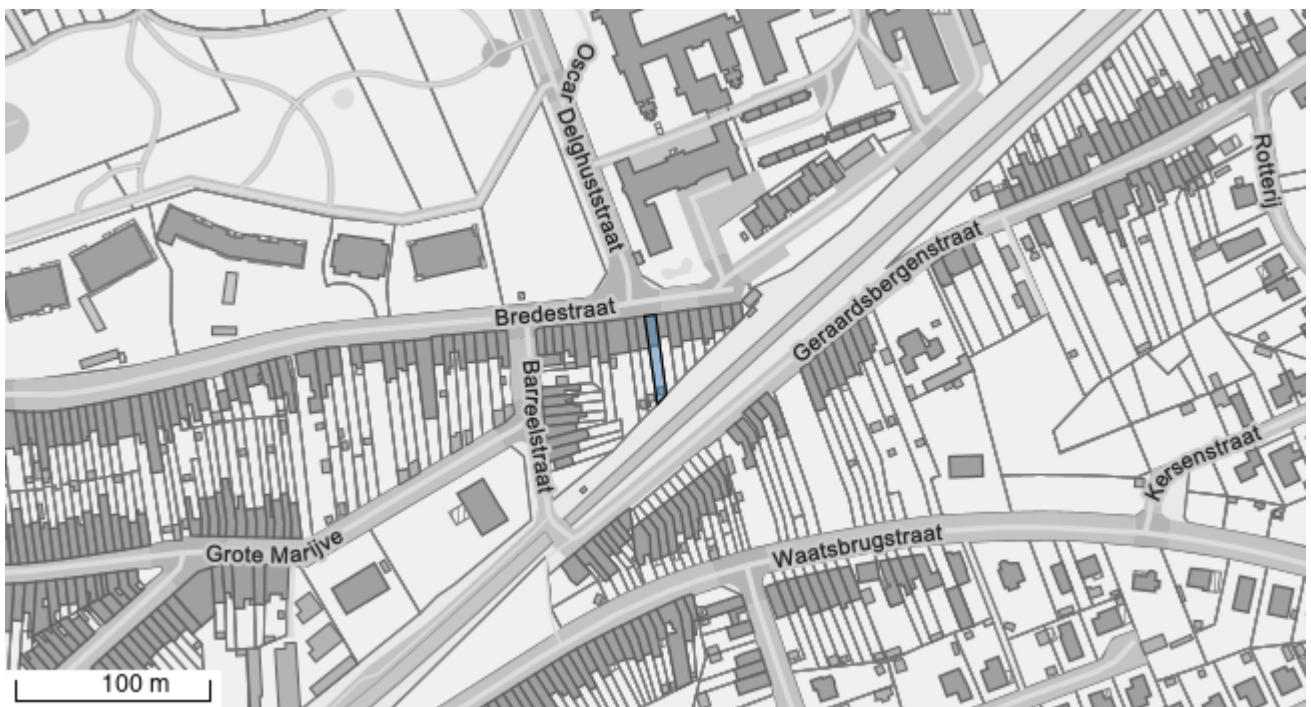 Oscar Delghuststraat
Rotterij
Geraardsbergenstraat
Bredestraat
Barreelstraat
Kersenstraat
Waatsbrugstraat
Grote Marijve
100 m